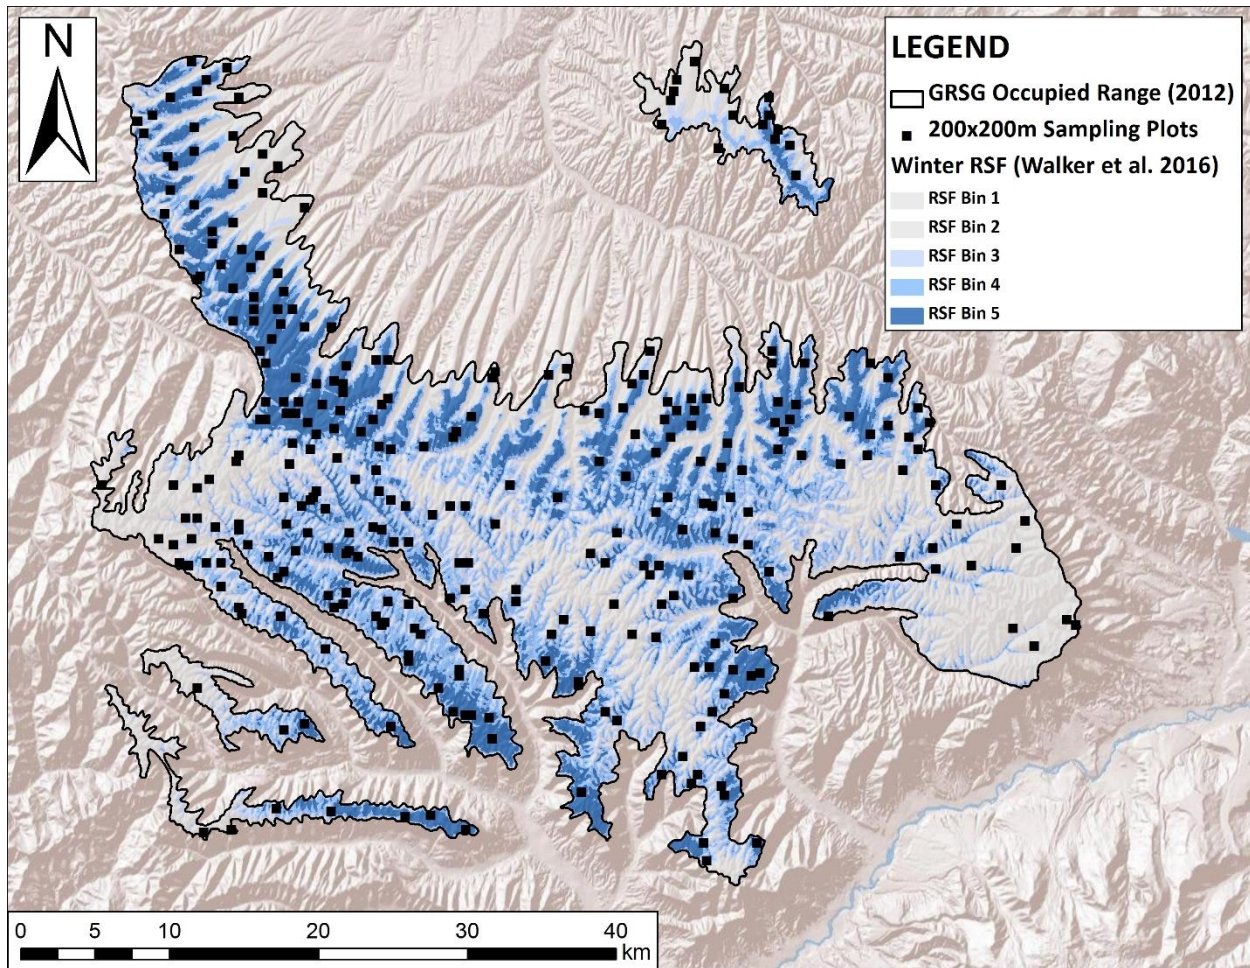 N
LEGEND
GRSG Occupied Range (2012)
200x200m Sampling Plots
Winter RSF (Walker et al. 2016)
RSF Bin 1
RSF Bin 2
RSF Bin 3
RSF Bin 4
RSF Bin 5
0 5 10 20 30 40
km